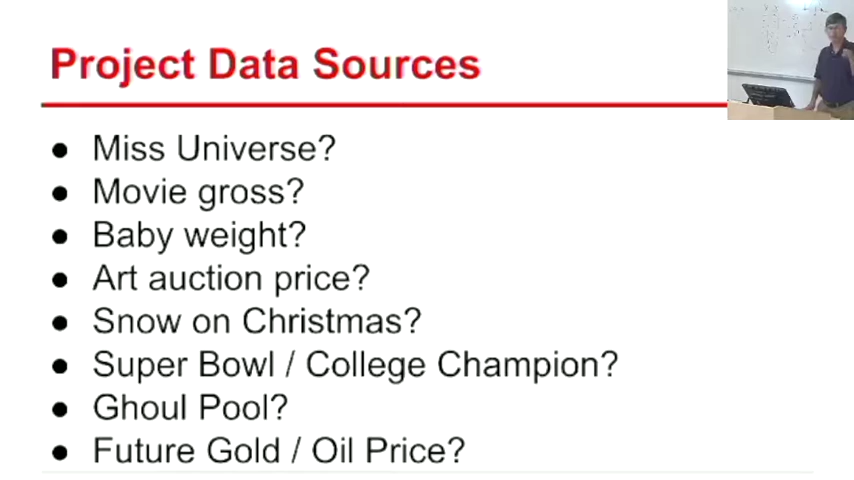 Project Data Sources
● Miss Universe?
● Movie gross?
● Baby weight?
● Art auction price?
● Snow on Christmas?
● Super Bowl / College Champion?
● Ghoul Pool?
● Future Gold / Oil Price?